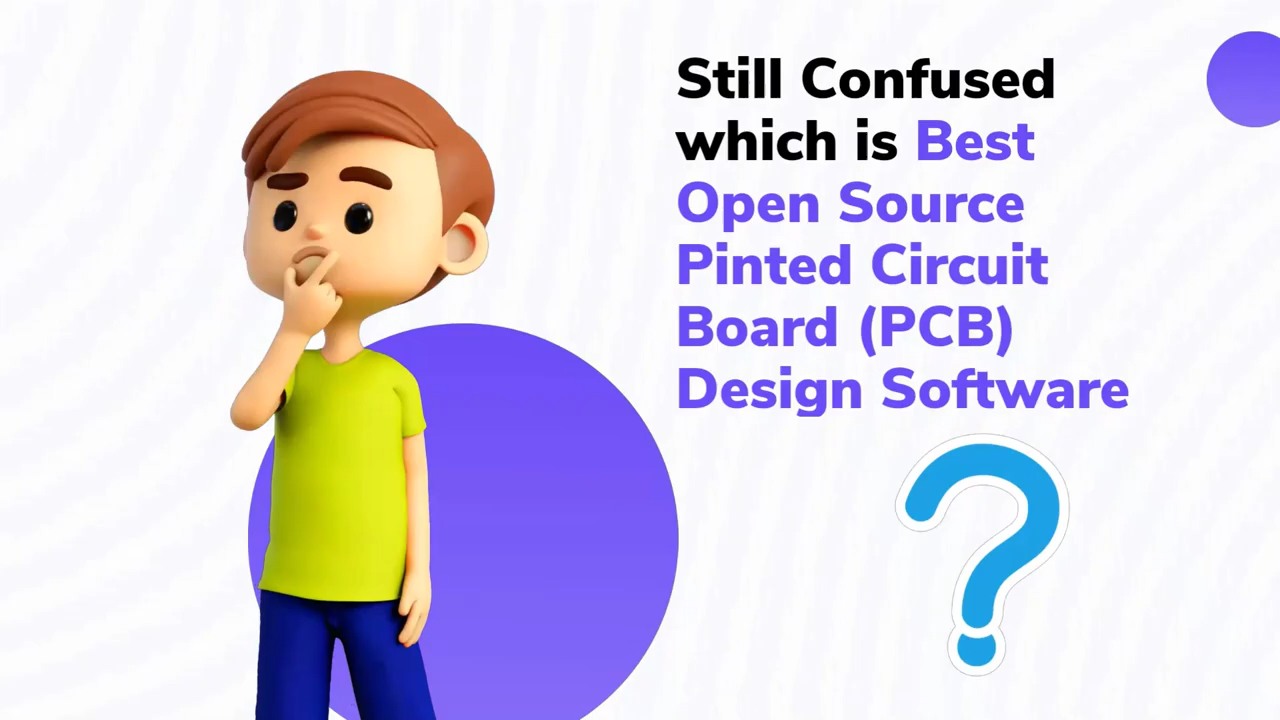 Still Confused
which is Best
Open Source
Pinted Circuit
Board (PCB)
Design Software
?